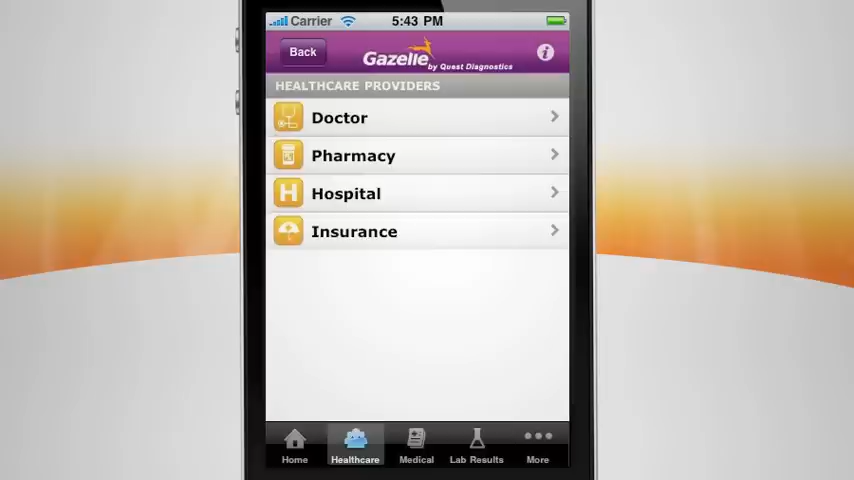 Carrier 5:43 PM
Back
Gazelle
by Quest Diagnostics
i
HEALTHCARE PROVIDERS
Doctor
Pharmacy
H Hospital
Insurance
Home Healthcare Medical Lab Results More